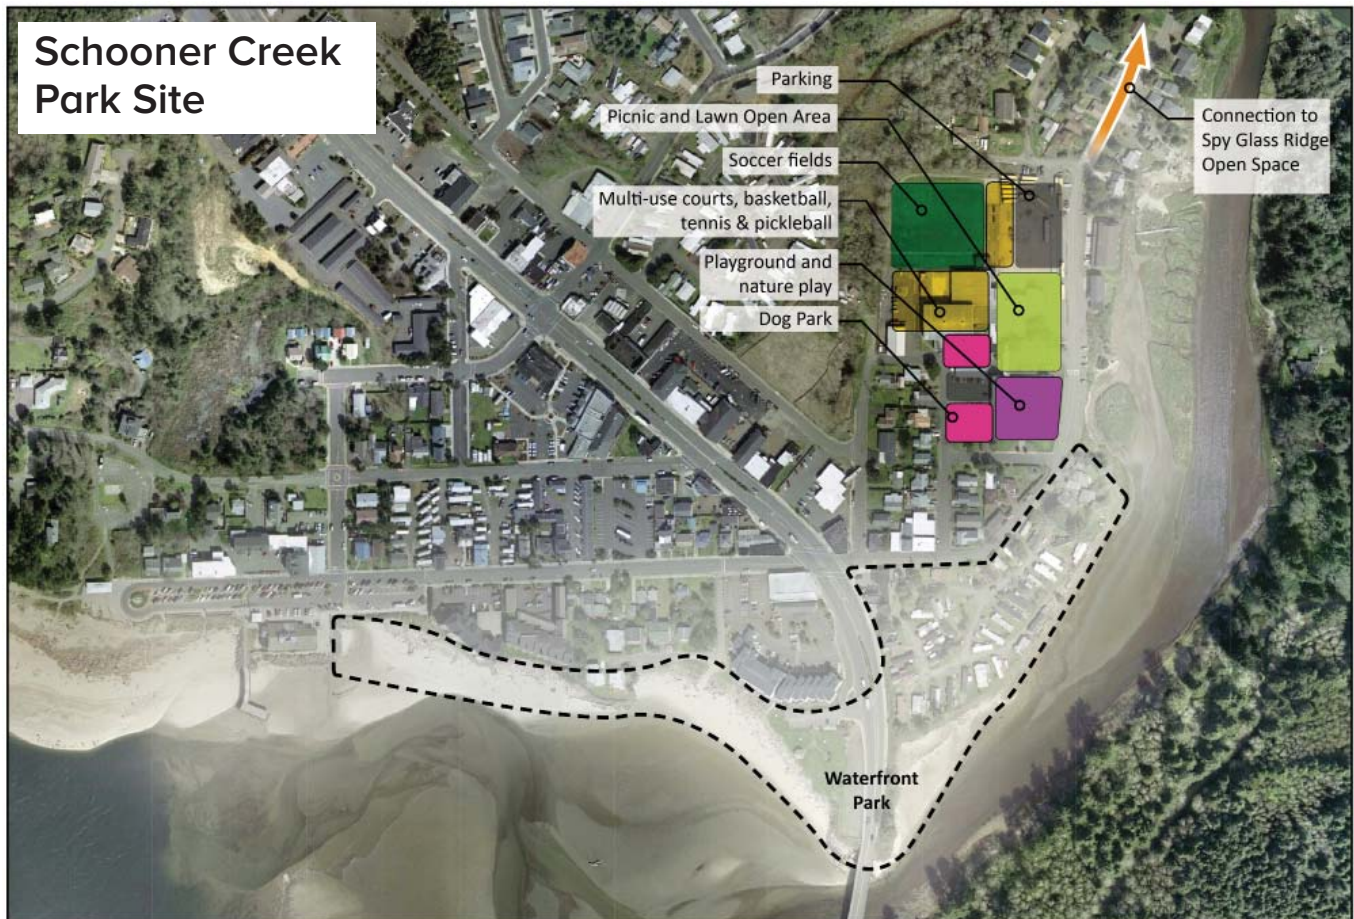 Schooner Creek
Park Site
Parking
Picnic and Lawn Open Area
Soccer fields
Multi-use courts, basketball,
tennis & pickleball
Playground and
nature play
Dog Park
Connection to
Spy Glass Ridge
Open Space
Waterfront
Park